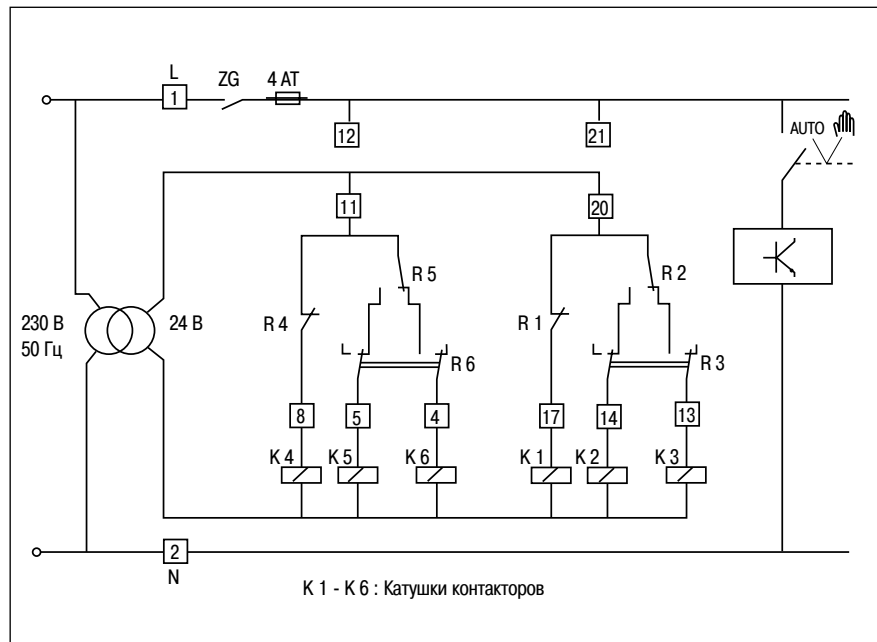 L
ZG
4 AT
1
12
21
AUTO
11
20
R 5
R 2
230 В
50 Гц
24 В
R 4
R 1
R 6
R 3
8
5
4
17
14
13
K 4
K 5
K 6
K 1
K 2
K 3
2
N
K 1 - K 6 : Катушки контакторов